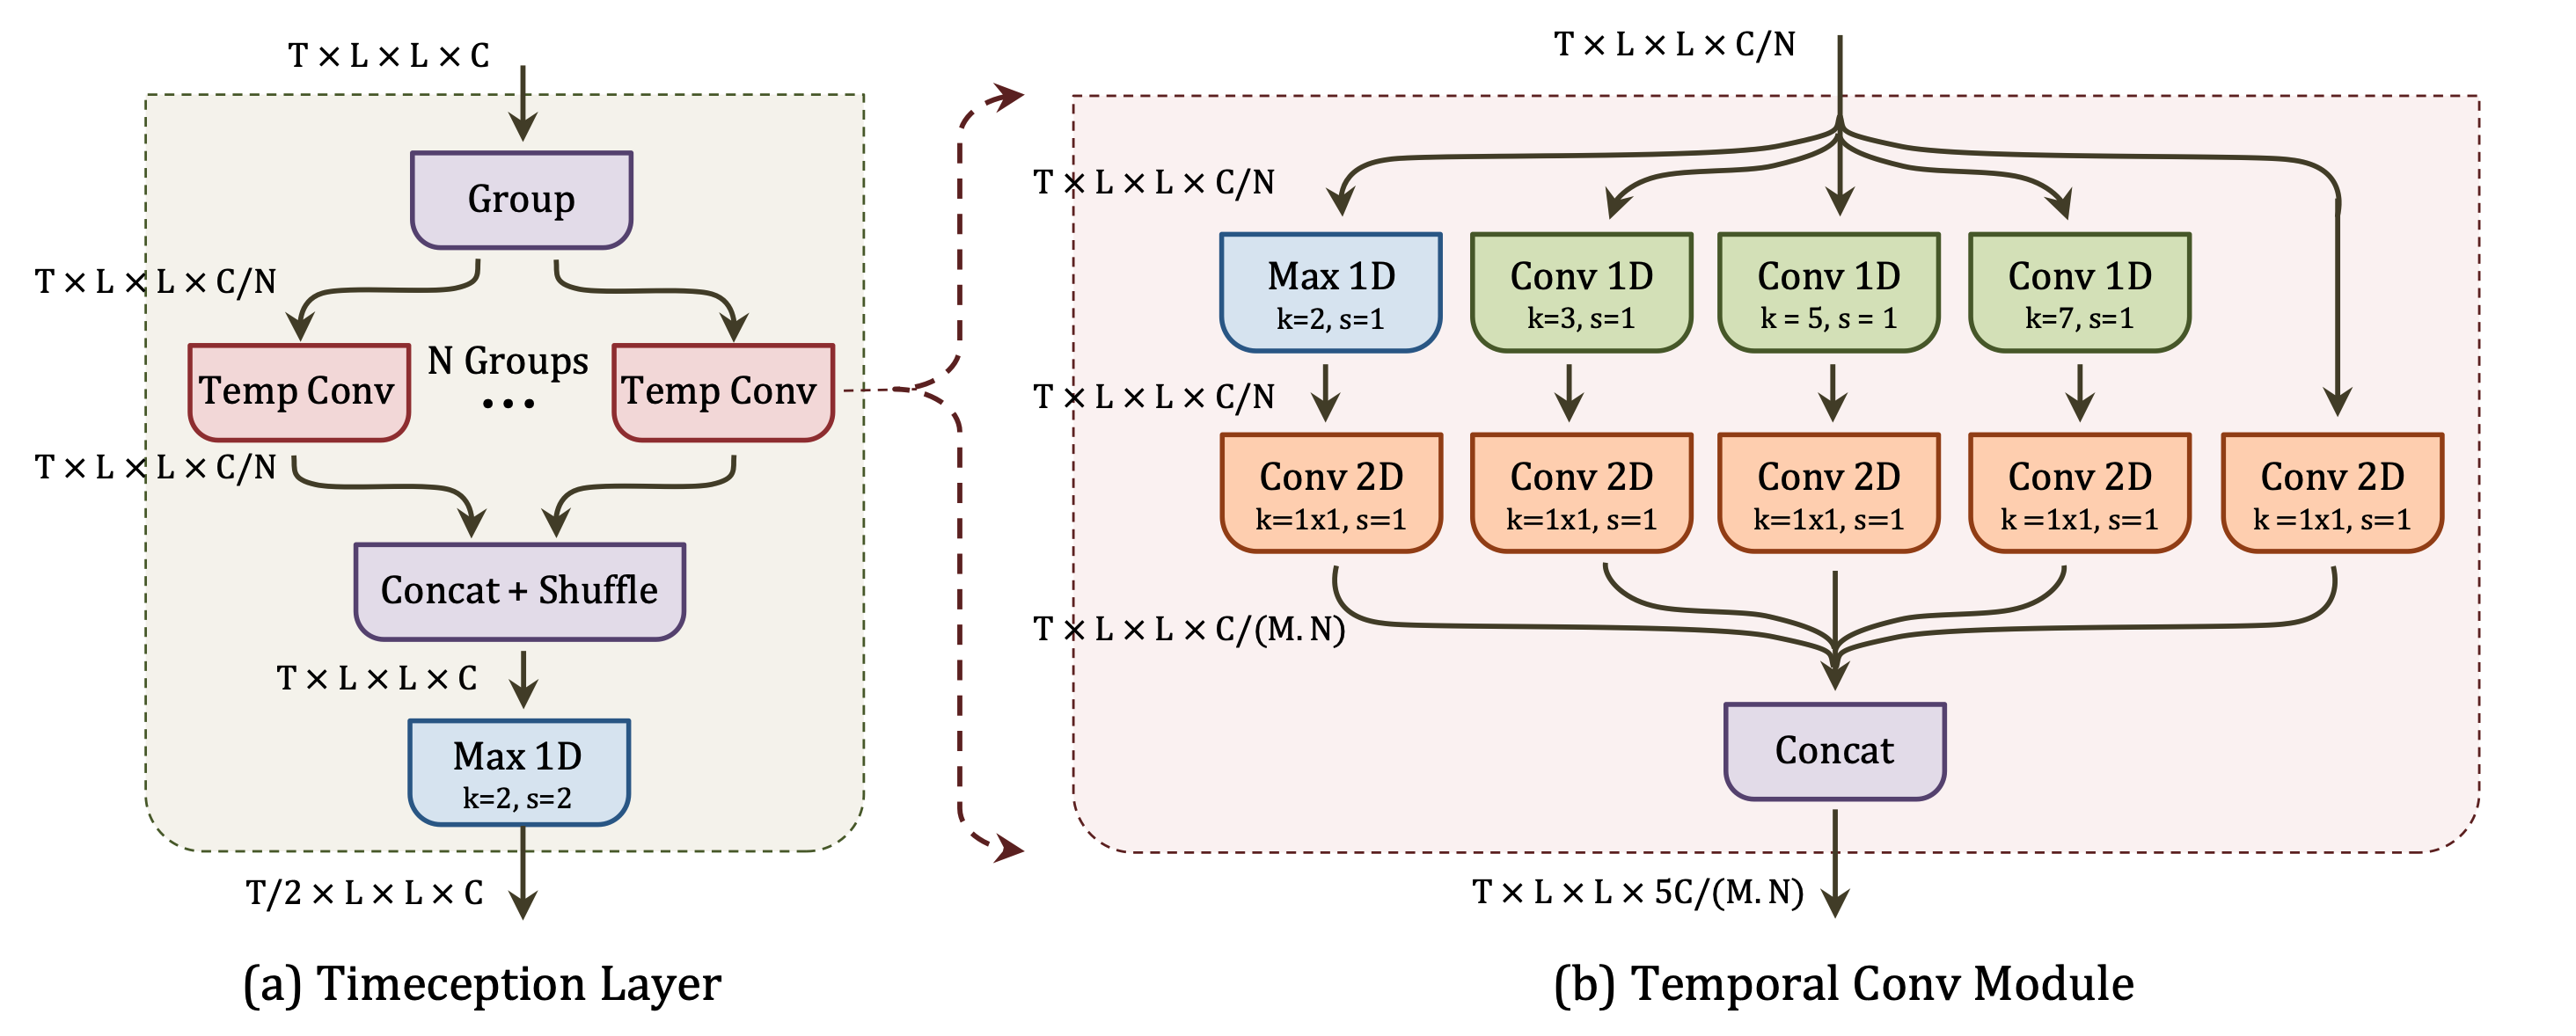 T × L × L × C
Group
T × L × L × C/N
Temp Conv
N Groups
...
Temp Conv
T × L × L × C/N
Concat + Shuffle
T × L × L × C
Max 1D
k=2, s=2
T/2 × L × L × C
(a) Timeception Layer
T × L × L × C/N
T × L × L × C/N
Max 1D
k=2, s=1
Conv 1D
k=3, s=1
Conv 1D
k = 5, s = 1
Conv 1D
k=7, s=1
T × L × L × C/N
Conv 2D
k=1x1, s=1
Conv 2D
k=1x1, s=1
Conv 2D
k=1x1, s=1
Conv 2D
k =1x1, s=1
Conv 2D
k =1x1, s=1
T × L × L × C/(M. N)
Concat
T × L × L × 5C/(M. N)
(b) Temporal Conv Module